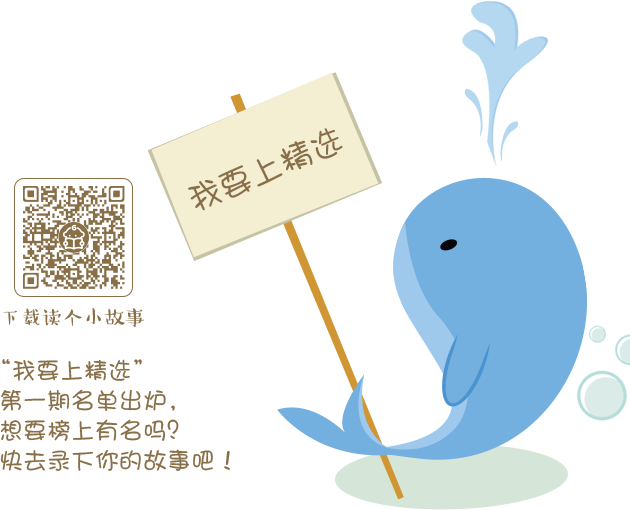 我要上精选
下载读个小故事
“我要上精选”
第一期名单出炉，
想要榜上有名吗？
快去录下你的故事吧！